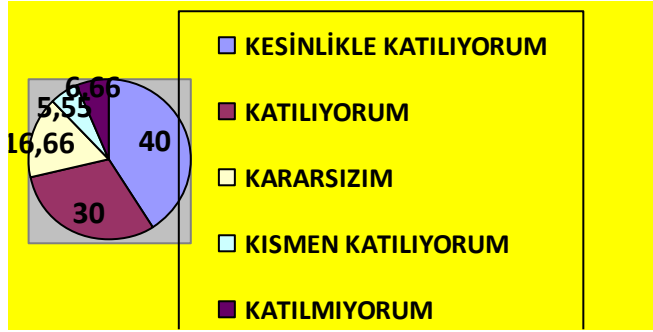 6,66
5,55
16,66
40
30
KESİNLİKLE KATILIYORUM
KATILIYORUM
KARARSIZIM
KISMEN KATILIYORUM
KATILMIYORUM